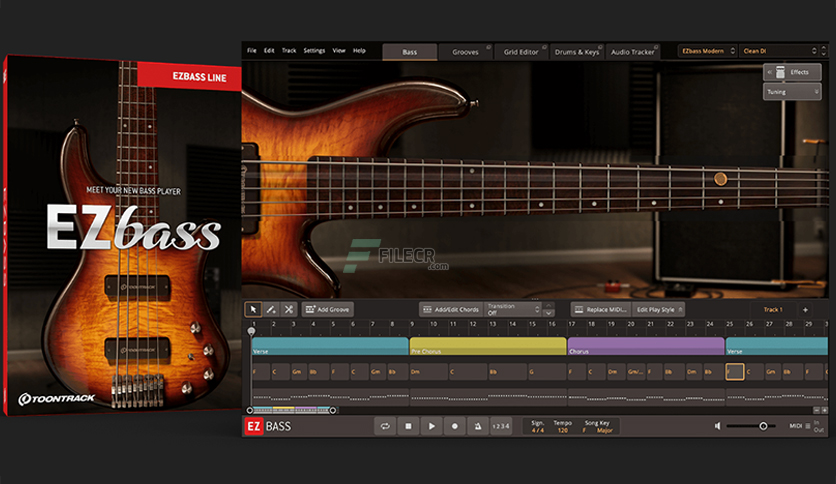 EZBASS LINE
MEET YOUR NEW BASS PLAYER
EZbass
TOONTRACK
File Edit Track Settings View Help
Bass Grooves Grid Editor Drums & Keys Audio Tracker
EZbass Modern Clean DI
Effects
Tuning
FILECR
.com
Add Groove Add/Edit Chords Transition Off Replace MIDI... Edit Play Style Track 1 +
1 2 3 4 5 6 7 8 9 10 11 12 13 14 15 16 17 18 19 20 21 22 23 24 25 26 27 28 29
Verse Pre Chorus Chorus Verse
F C Gm Bb F C Gm Bb Dm C Bb G F C Dm Gm/... F Bb Dm Bb F C Gm Bb F
EZ BASS
1 2 3 4
Sign. Tempo Song Key
4 / 4 120 F Major
MIDI In Out